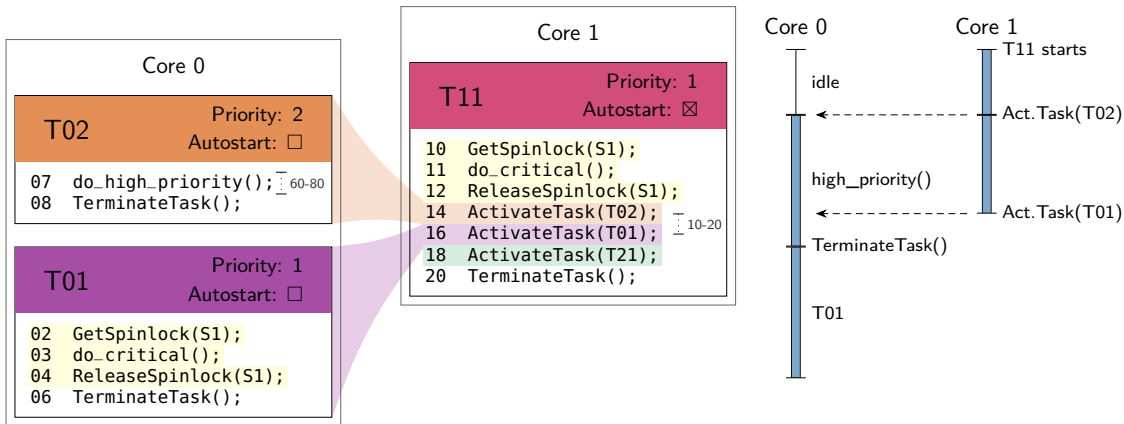 Core 0
T02
Priority: 2
Autostart: ☐
07 do_high_priority();
60-80
08 TerminateTask();
T01
Priority: 1
Autostart: ☐
02 GetSpinlock(S1);
03 do_critical();
04 ReleaseSpinlock(S1);
06 TerminateTask();
Core 1
T11
Priority: 1
Autostart: ☒
10 GetSpinlock(S1);
11 do_critical();
12 ReleaseSpinlock(S1);
14 ActivateTask(T02);
16 ActivateTask(T01);
10-20
18 ActivateTask(T21);
20 TerminateTask();
Core 0
Core 1
T11 starts
idle
Act.Task(T02)
high_priority()
Act.Task(T01)
TerminateTask()
T01